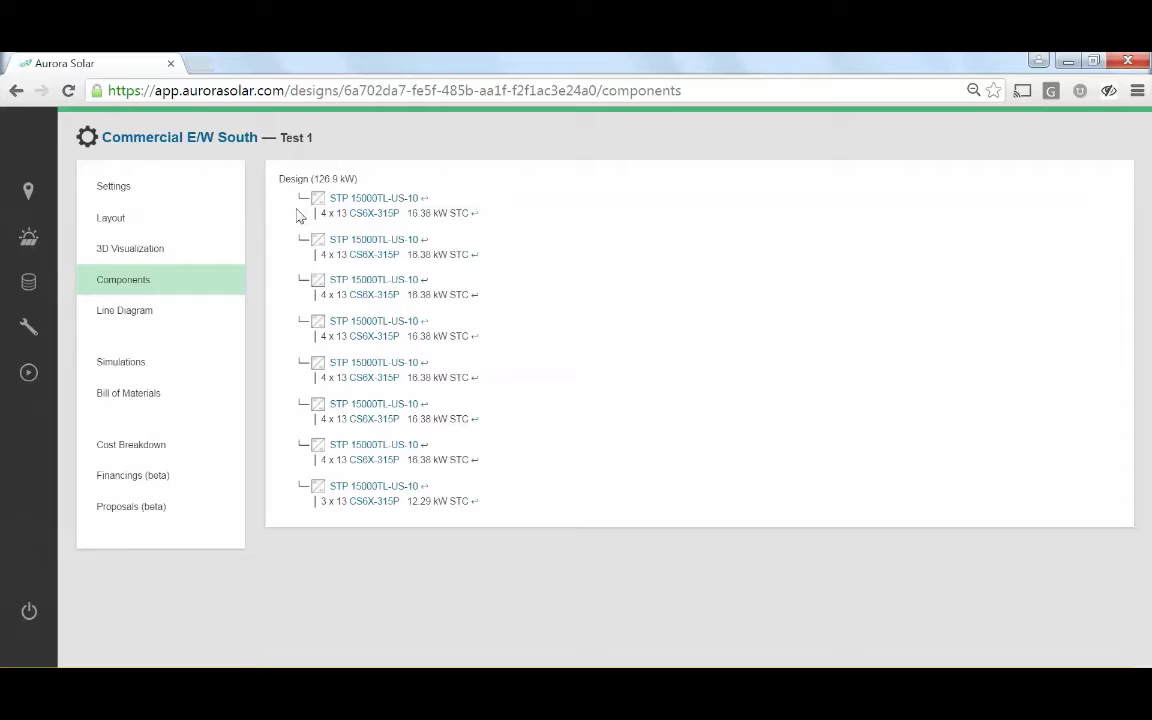 Aurora Solar
https://app.aurorasolar.com/designs/6a702da7-fe5f-485b-aa1f-f2f1ac3e24a0/components
Commercial E/W South — Test 1
Settings
Layout
3D Visualization
Components
Line Diagram
Simulations
Bill of Materials
Cost Breakdown
Financings (beta)
Proposals (beta)
Design (126.9 kW)
STP 15000TL-US-10
4 x 13 CS6X-315P 16.38 kW STC
STP 15000TL-US-10
4 x 13 CS6X-315P 16.38 kW STC
STP 15000TL-US-10
4 x 13 CS6X-315P 16.38 kW STC
STP 15000TL-US-10
4 x 13 CS6X-315P 16.38 kW STC
STP 15000TL-US-10
4 x 13 CS6X-315P 16.38 kW STC
STP 15000TL-US-10
4 x 13 CS6X-315P 16.38 kW STC
STP 15000TL-US-10
4 x 13 CS6X-315P 16.38 kW STC
STP 15000TL-US-10
3 x 13 CS6X-315P 12.29 kW STC